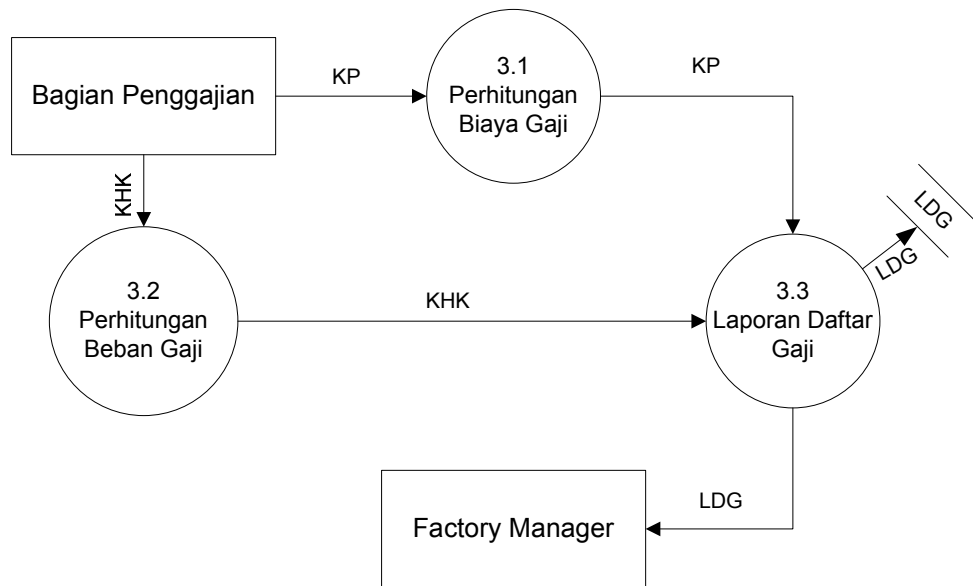 Bagian Penggajian
KP
3.1
Perhitungan
Biaya Gaji
KP
KHK
LDG
LDG
3.2
Perhitungan
Beban Gaji
KHK
3.3
Laporan Daftar
Gaji
Factory Manager
LDG